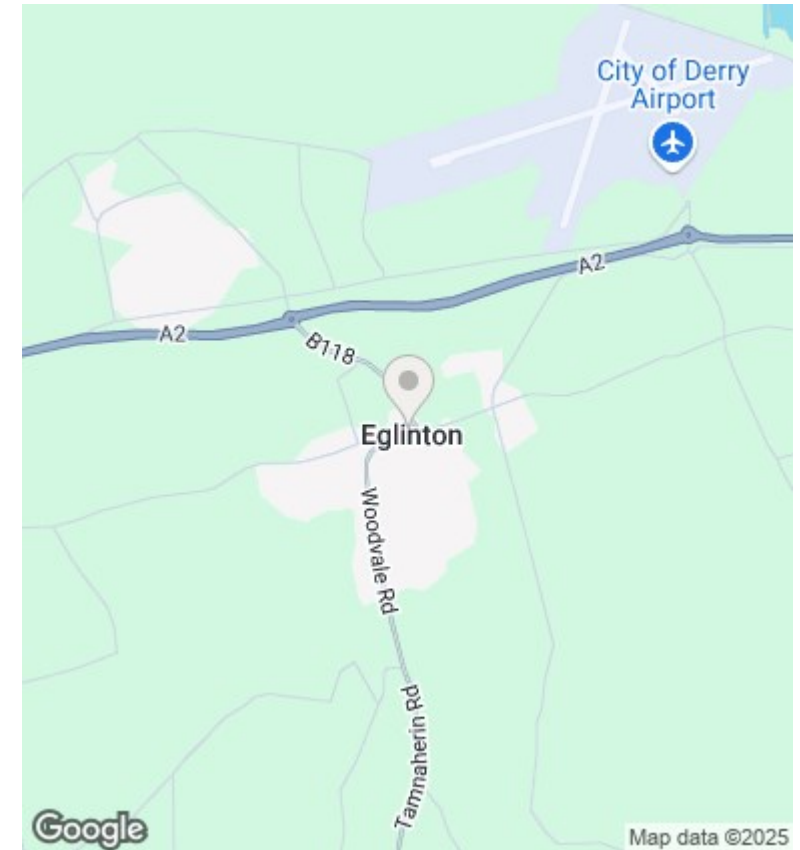 City of Derry
Airport
A2
A2
B118
Eglinton
Woodvale Rd
Tamnaherin Rd
Google
Map data ©2025